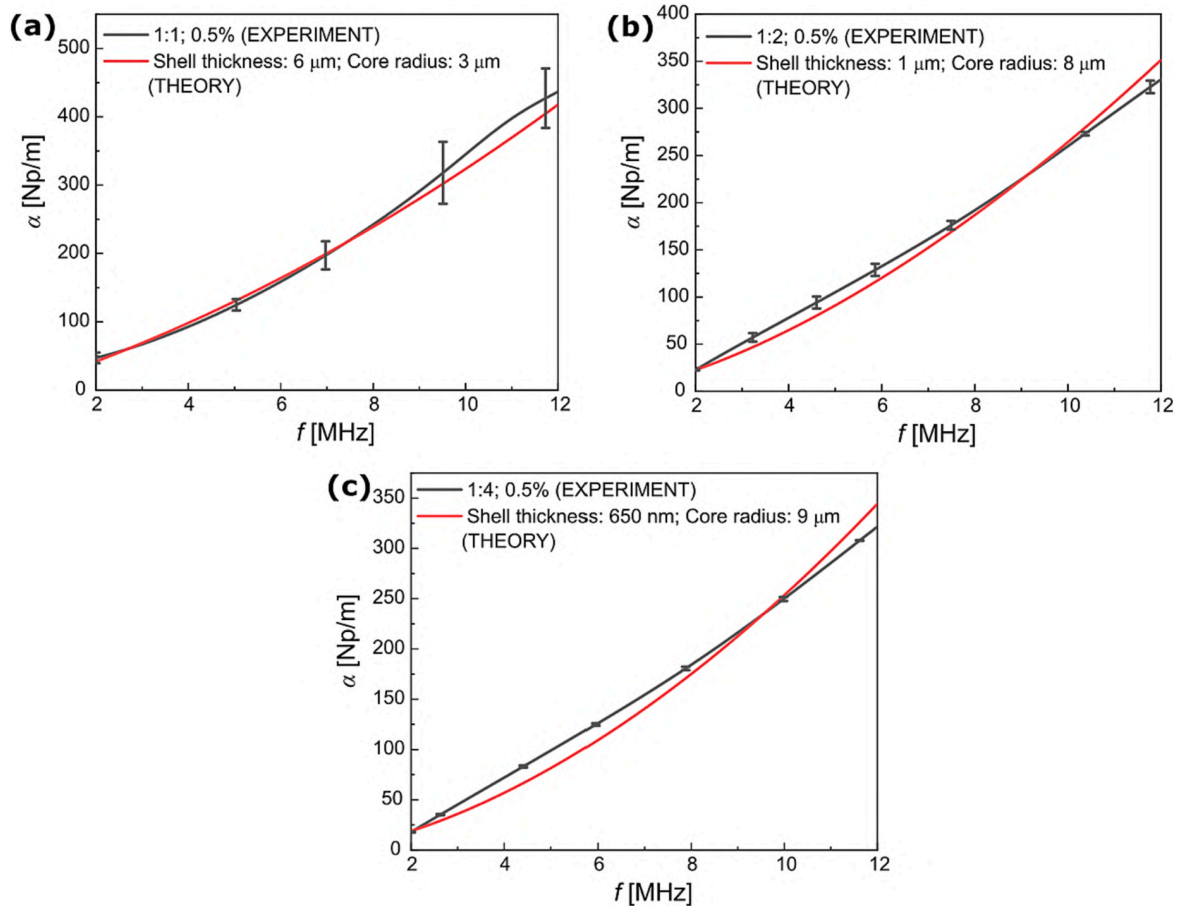 (a)
1:1; 0.5% (EXPERIMENT)
Shell thickness: 6 μm; Core radius: 3 μm
(THEORY)
500
400
300
200
100
0
α [Np/m]
2 4 6 8 10 12
f [MHz]
(b)
1:2; 0.5% (EXPERIMENT)
Shell thickness: 1 μm; Core radius: 8 μm
(THEORY)
400
350
300
250
200
150
100
50
0
α [Np/m]
2 4 6 8 10 12
f [MHz]
(c)
1:4; 0.5% (EXPERIMENT)
Shell thickness: 650 nm; Core radius: 9 μm
(THEORY)
350
300
250
200
150
100
50
0
α [Np/m]
2 4 6 8 10 12
f [MHz]